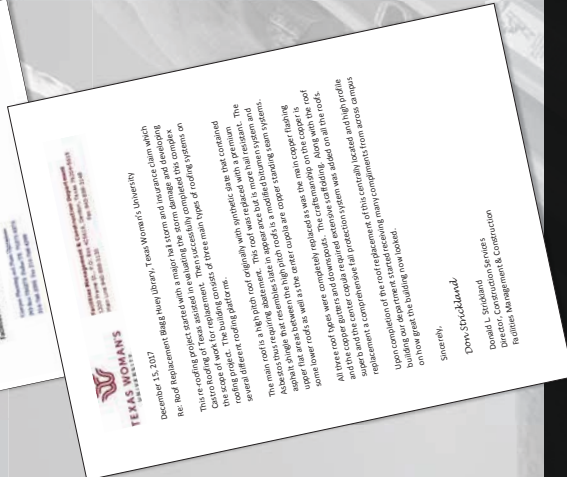 TEXAS WOMAN'S
UNIVERSITY
December 15, 2017
Re: Roof Replacement Blagg Huey Library, Texas Woman's University
This re-roofing project started with a major hail storm and insurance claim which
Castro Roofing of Texas assisted in evaluating the storm damage and developing
the scope of work for replacement. Then successfully completed this complex
roofing project. The building consists of three main types of roofing systems on
several different roofing platforms.
The main roof is a high pitch roof originally with synthetic slate that contained
Asbestos thus requiring abatement. This roof was replaced with a premium
asphalt shingle that resembles slate in appearance but is more hail resistant. The
upper flat areas between the high pitch roofs is a modified bitumen system and
some lower roofs as well as the center cupola are copper standing seam systems.
All three roof types were completely replaced as was the main copper flashing
and the copper gutters and downspouts. The craftsmanship on the copper is
superb and the center copola required extensive scaffolding. Along with the roof
replacement a comprehensive fall protection system was added on all the roofs.
Upon completion of the roof replacement of this centrally located and high profile
building our department started receiving many compliments from across campus
on how great the building now looked.
Sincerely,
Don Strickland
Donald L. Strickland
Director, Construction Services
Facilities Management & Construction